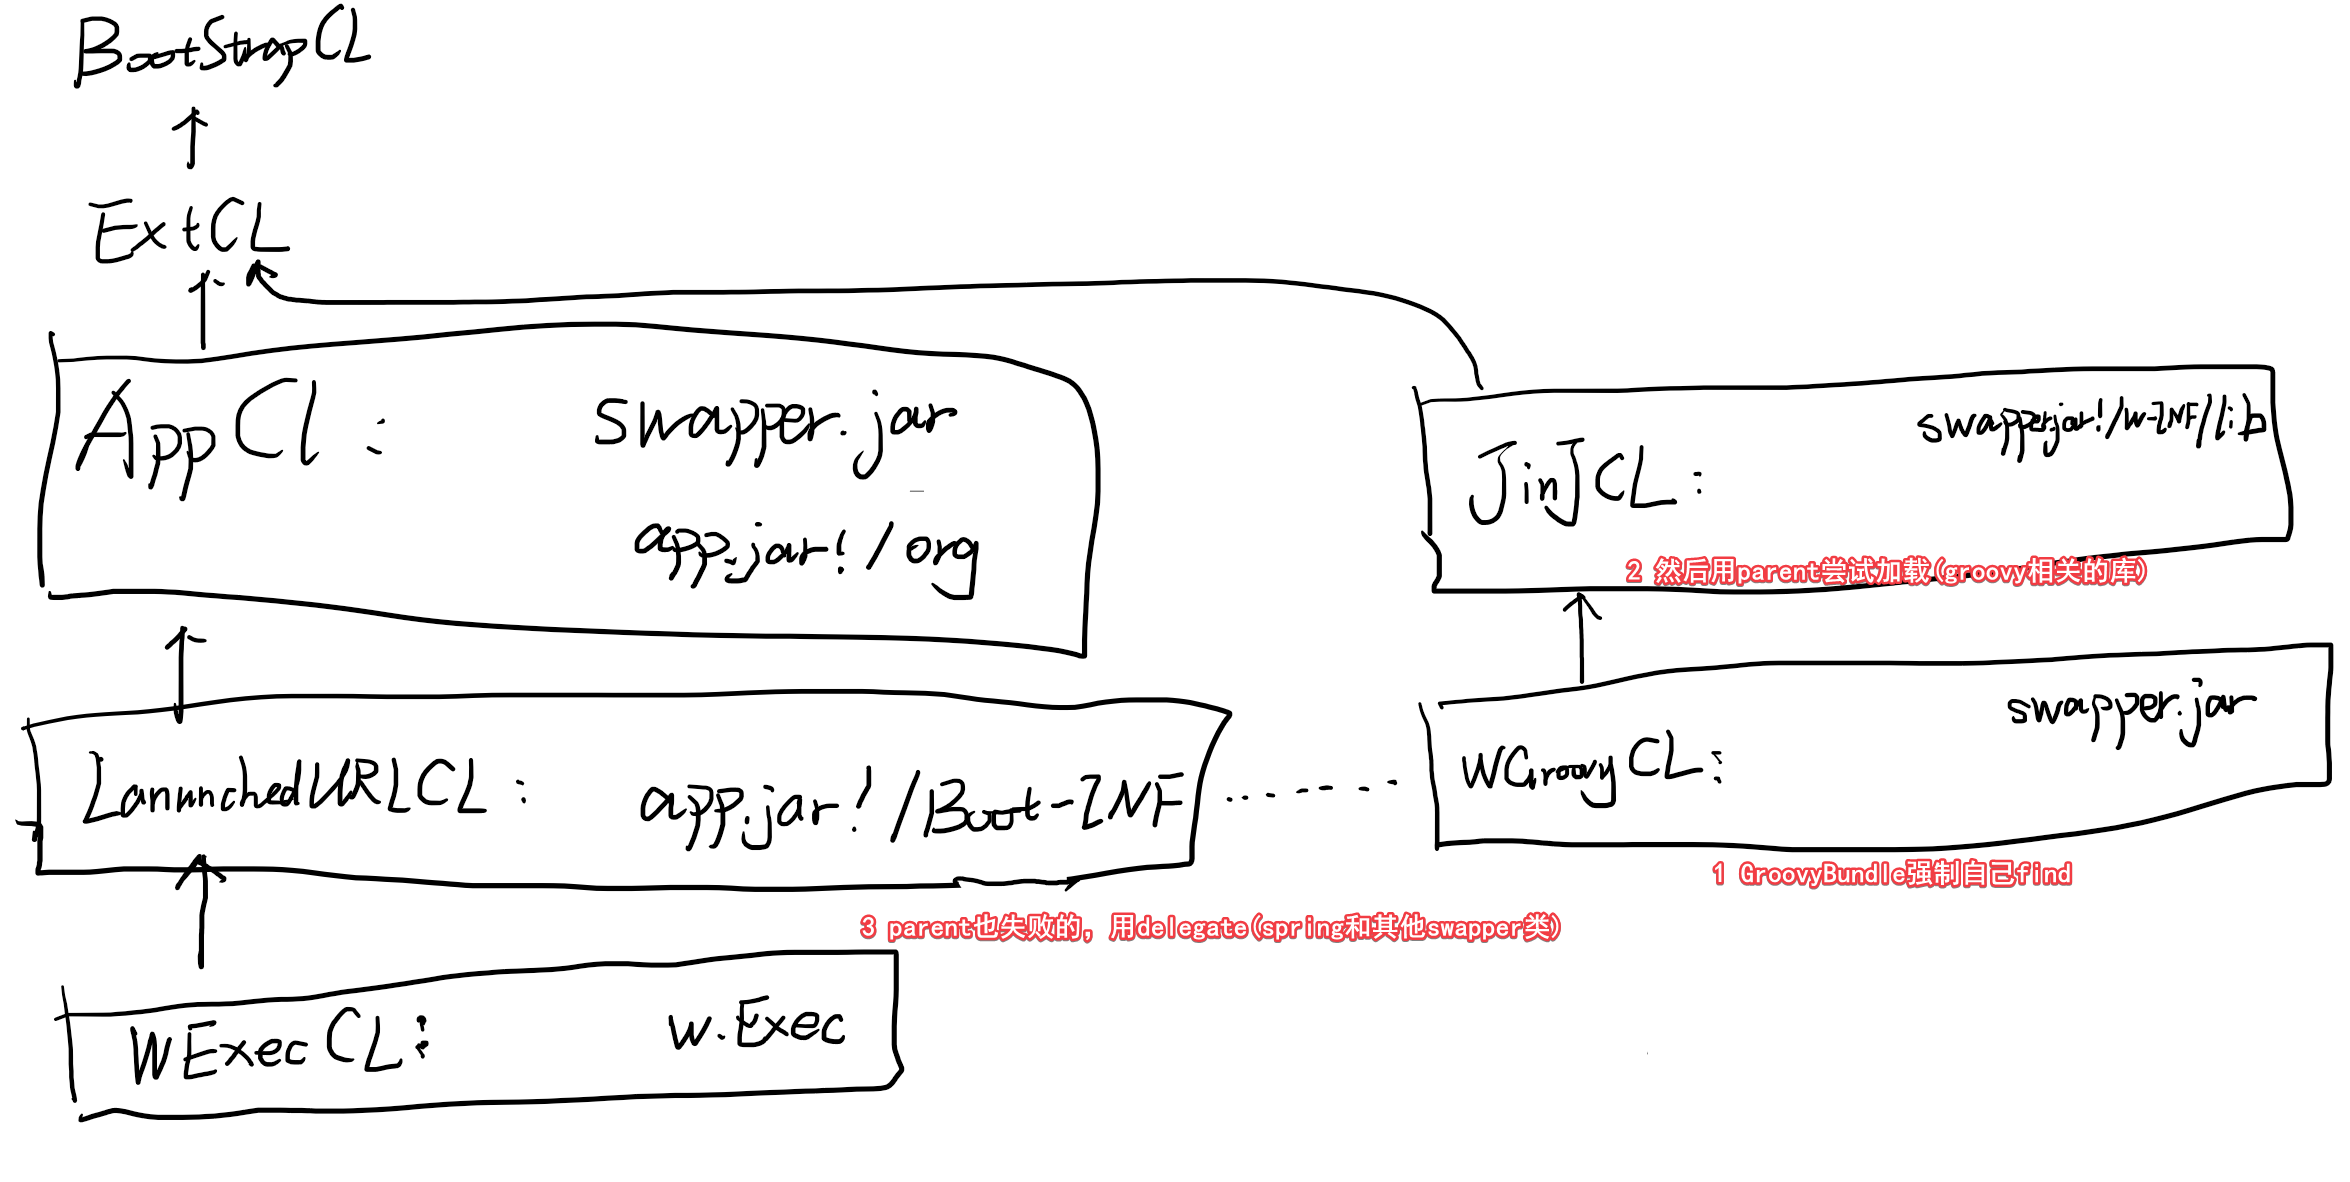 BootStrapCL
ExtCL
AppCl: swapper.jar
app.jar!/org
JinJCL: swapper.jar!/W-INF/lib
2 然后用parent尝试加载(groovy相关的库)
LanunchedURLCL: app.jar!/Boot-INF
WGroovyCL: swapper.jar
1 GroovyBundle强制自己find
3 parent也失败的，用delegate(spring和其他swapper类)
WExecCL: w.Exec